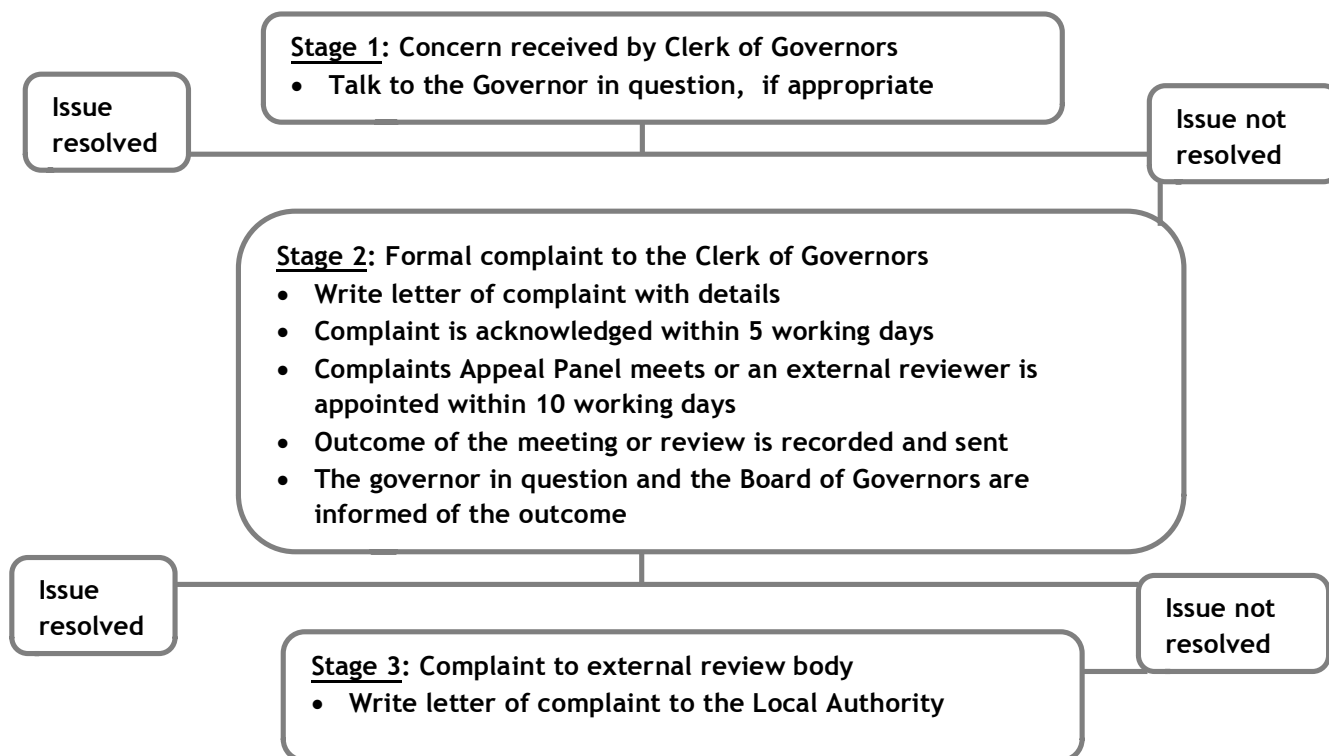 Stage 1: Concern received by Clerk of Governors
• Talk to the Governor in question,  if appropriate
Issue
resolved
Issue not
resolved
Stage 2: Formal complaint to the Clerk of Governors
• Write letter of complaint with details
• Complaint is acknowledged within 5 working days
• Complaints Appeal Panel meets or an external reviewer is
appointed within 10 working days
• Outcome of the meeting or review is recorded and sent
• The governor in question and the Board of Governors are
informed of the outcome
Issue
resolved
Issue not
resolved
Stage 3: Complaint to external review body
• Write letter of complaint to the Local Authority